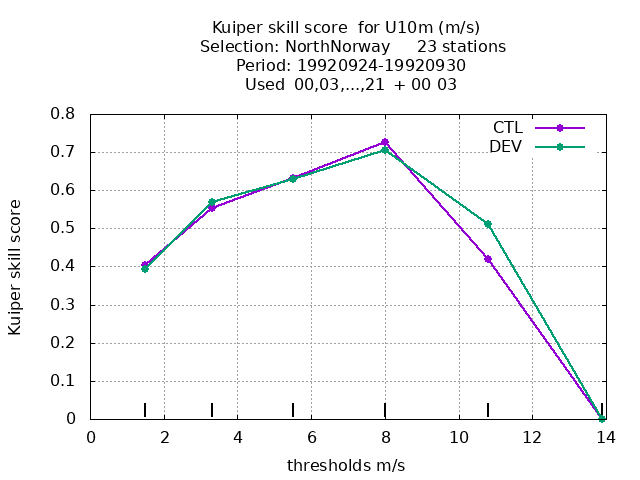 Kuiper skill score for U10m (m/s)
Selection: NorthNorway 23 stations
Period: 19920924-19920930
Used 00,03,...,21 + 00 03
CTL
DEV
Kuiper skill score
0.8
0.7
0.6
0.5
0.4
0.3
0.2
0.1
0
0 2 4 6 8 10 12 14
thresholds m/s